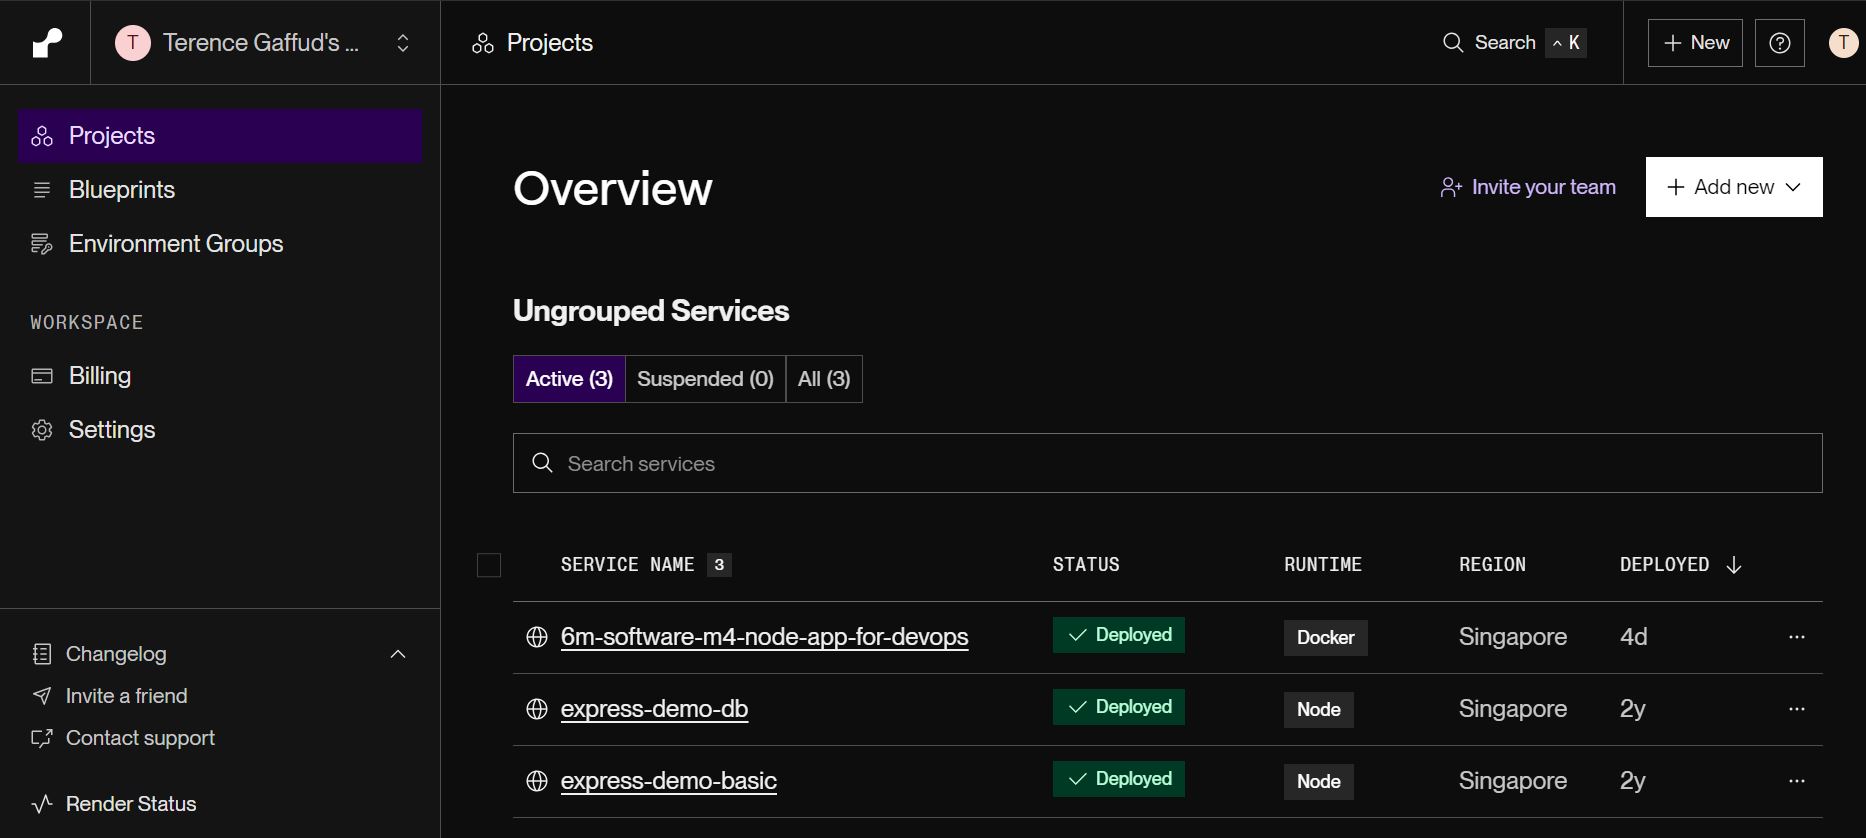 T Terence Gaffud's ...
Projects
Search ^ K
+ New
T
Projects
Blueprints
Environment Groups
WORKSPACE
Billing
Settings
Changelog
Invite a friend
Contact support
Render Status
Overview
Invite your team
+ Add new
Ungrouped Services
Active (3) Suspended (0) All (3)
Search services
SERVICE NAME 3 STATUS RUNTIME REGION DEPLOYED ↓
6m-software-m4-node-app-for-devops Deployed Docker Singapore 4d ...
express-demo-db Deployed Node Singapore 2y ...
express-demo-basic Deployed Node Singapore 2y ...